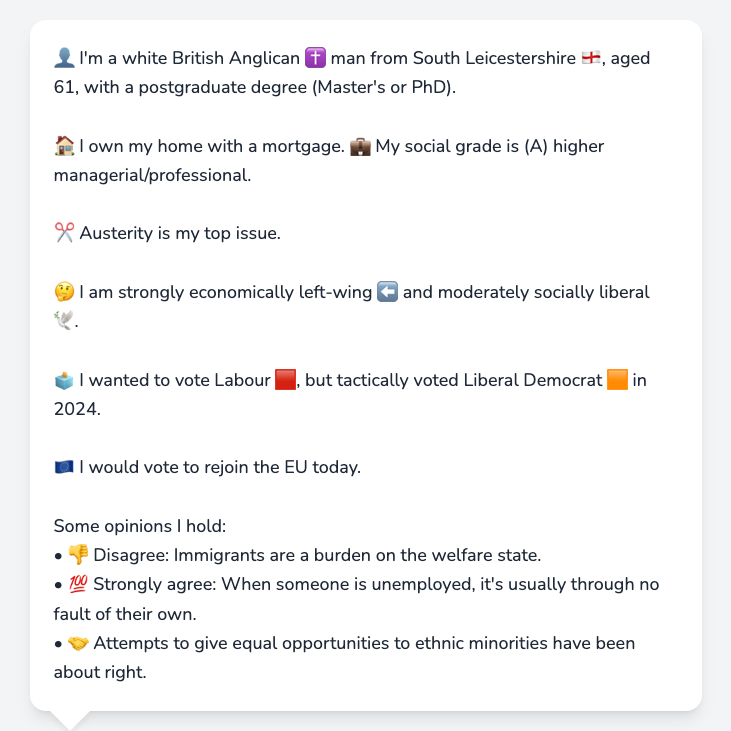 👤 I'm a white British Anglican ✝️ man from South Leicestershire 🏴󠁧󠁢󠁥󠁮󠁧󠁿, aged
61, with a postgraduate degree (Master's or PhD).
🏠 I own my home with a mortgage. 💼 My social grade is (A) higher
managerial/professional.
✂️ Austerity is my top issue.
🤔 I am strongly economically left-wing ⬅️ and moderately socially liberal
🕊️.
🗳️ I wanted to vote Labour 🟥, but tactically voted Liberal Democrat 🟧 in
2024.
🇪🇺 I would vote to rejoin the EU today.
Some opinions I hold:
• 👎 Disagree: Immigrants are a burden on the welfare state.
• 💯 Strongly agree: When someone is unemployed, it's usually through no
fault of their own.
• 🤝 Attempts to give equal opportunities to ethnic minorities have been
about right.